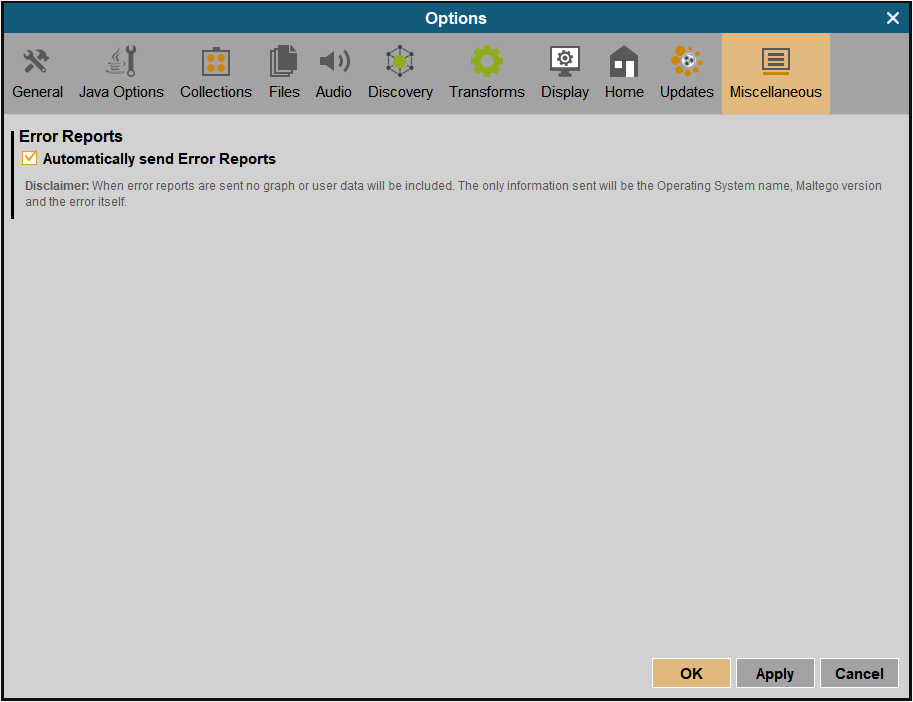 Options
General Java Options Collections Files Audio Discovery Transforms Display Home Updates Miscellaneous
Error Reports
Automatically send Error Reports
Disclaimer: When error reports are sent no graph or user data will be included. The only information sent will be the Operating System name, Maltego version
and the error itself.
OK Apply Cancel